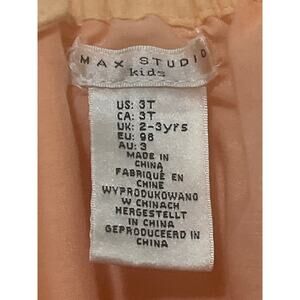 MAX STUDIO
kids
US: 3T
CA: 3T
UK: 2-3yrs
EU: 98
AU: 3
MADE IN
CHINA
FABRIQUÉ EN
CHINE
WYPRODUKOWANO
W CHINACH
HERGESTELLT
IN CHINA
GEPRODUCEERD IN
CHINA